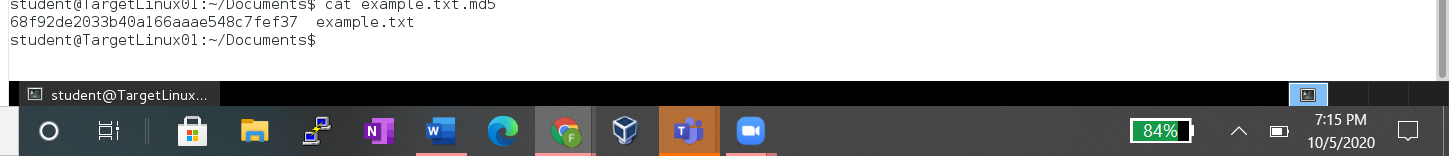 student@TargetLinux01:~/Documents$ cat example.txt.md5
68f92de2033b40a166aaae548c7fef37  example.txt
student@TargetLinux01:~/Documents$
student@TargetLinux...
N
W
F
T
84%
7:15 PM
10/5/2020